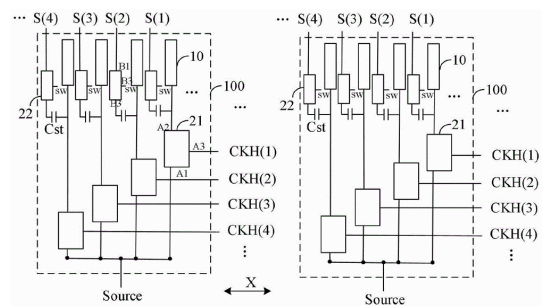 ... S(4) S(3) S(2) S(1)
10
B1
sw sw B3 sw sw ...
22 B3 100
Cst A2 21 ...
A3 CKH(1)
A1 CKH(2)
CKH(3)
CKH(4)
⋮
Source
X
... S(4) S(3) S(2) S(1)
10
sw sw sw sw ...
22 100
Cst 21 ...
CKH(1)
CKH(2)
CKH(3)
CKH(4)
⋮
Source